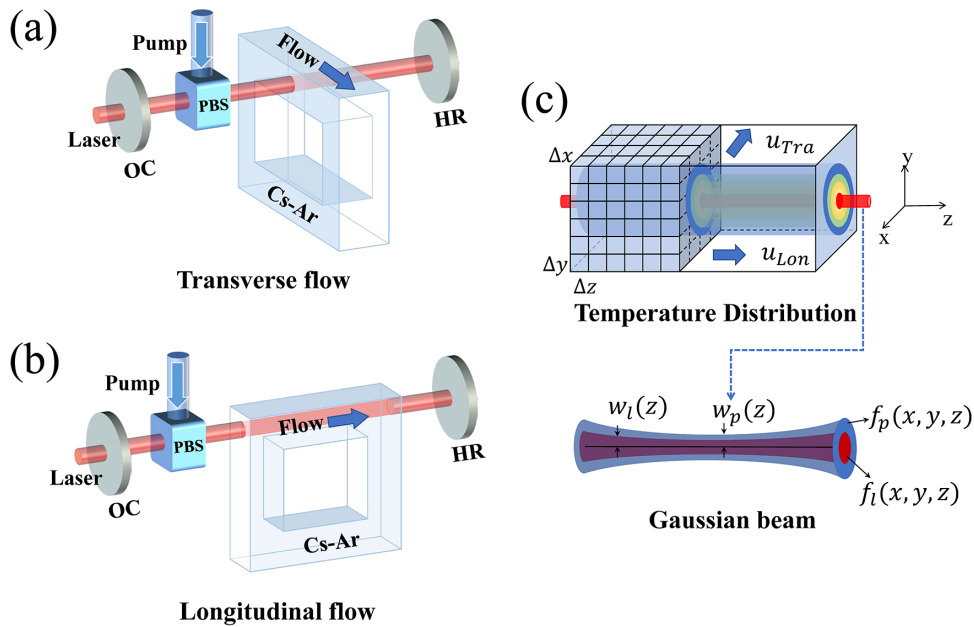 (a)
Pump
Flow
PBS
HR
Laser
OC
Cs-Ar
Transverse flow
(b)
Pump
Flow
PBS
HR
Laser
OC
Cs-Ar
Longitudinal flow
(c)
Δx
u_Tra
y
z
x
Δy
u_Lon
Δz
Temperature Distribution
w_l(z)
w_p(z)
f_p(x, y, z)
f_l(x, y, z)
Gaussian beam